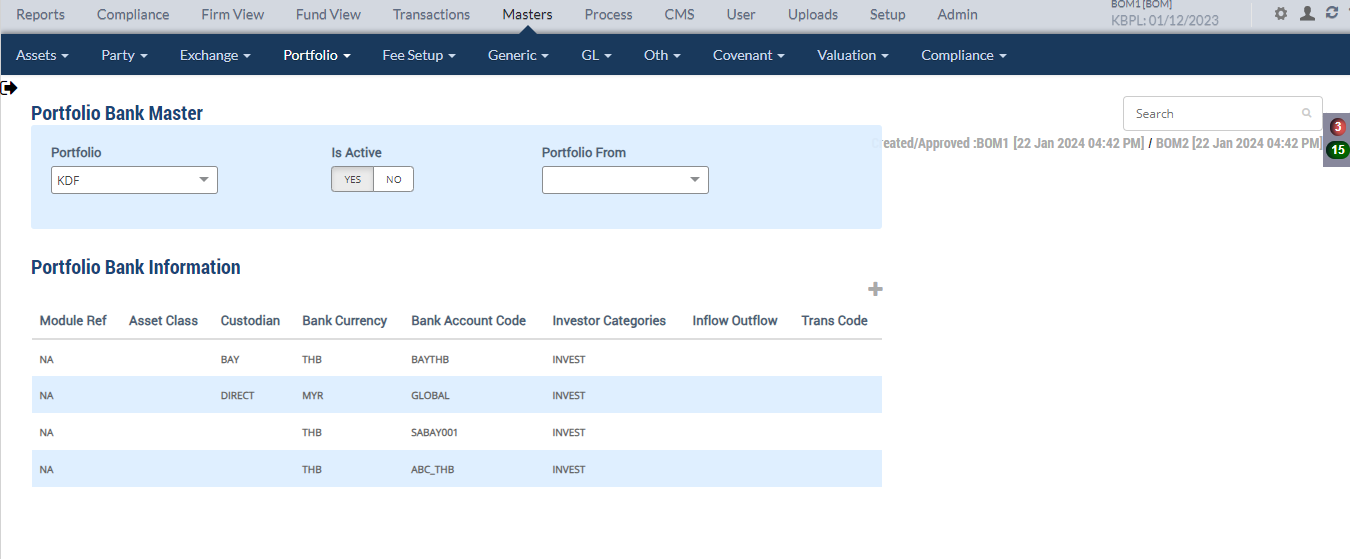 Reports Compliance Firm View Fund View Transactions Masters Process CMS User Uploads Setup Admin
BOM1 [BOM]
KBPL: 01/12/2023
Assets Party Exchange Portfolio Fee Setup Generic GL Oth Covenant Valuation Compliance
Portfolio Bank Master
Search
3
reated/Approved :BOM1 [22 Jan 2024 04:42 PM] / BOM2 [22 Jan 2024 04:42 PM]
15
Portfolio Is Active Portfolio From
KDF YES NO
Portfolio Bank Information
Module Ref Asset Class Custodian Bank Currency Bank Account Code Investor Categories Inflow Outflow Trans Code
NA BAY THB BAYTHB INVEST
NA DIRECT MYR GLOBAL INVEST
NA THB SABAY001 INVEST
NA THB ABC_THB INVEST